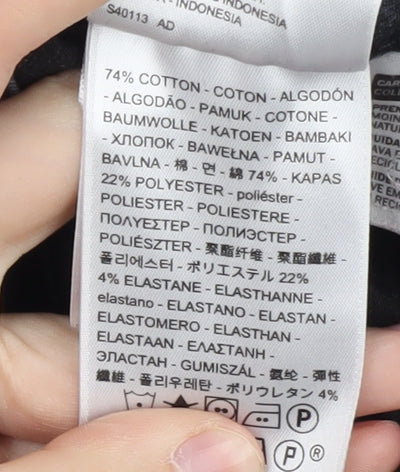 INDONESIA
INDONESIA
S40113 AD
74% COTTON - COTON - ALGODÓN
- ALGODÃO - PAMUK - COTONE -
BAUMWOLLE - KATOEN - BAMBAKI
- ХЛОПОК - BAWEŁNA - PAMUT -
BAVLNA - 棉 - 면 - 綿 74% - KAPAS
22% POLYESTER - poliéster -
POLIESTER - POLIESTERE -
ΠΟΛΥΕΣΤΕΡ - ПОЛИЭСТЕР -
POLIÉSZTER - 聚酯纤维 - 聚酯纖維 -
폴리에스터 - ポリエステル 22%
4% ELASTANE - ELASTHANNE -
elastano - ELASTANO - ELASTAN -
ELASTOMERO - ELASTHAN -
ELASTAAN - ΕΛΑΣΤΑΝΗ -
ЭЛАСТАН - GUMISZÁL - 氨纶 - 彈性
纖維 - 폴리우레탄 - ポリウレタン 4%
P
P ®